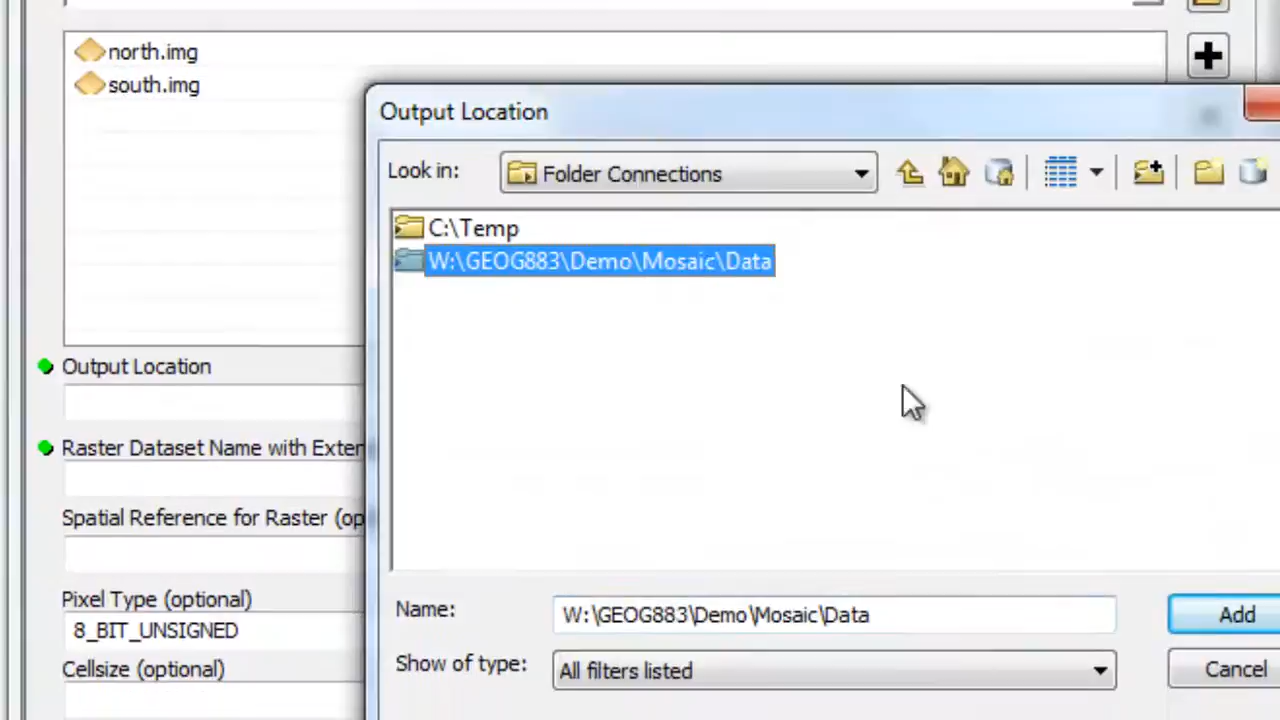 north.img
south.img
Output Location
Look in:
Folder Connections
C:\Temp
W:\GEOG883\Demo\Mosaic\Data
Output Location
Raster Dataset Name with Exten
Spatial Reference for Raster (op
Pixel Type (optional)
Name:
W:\GEOG883\Demo\Mosaic\Data
Add
8_BIT_UNSIGNED
Cellsize (optional)
Show of type:
All filters listed
Cancel